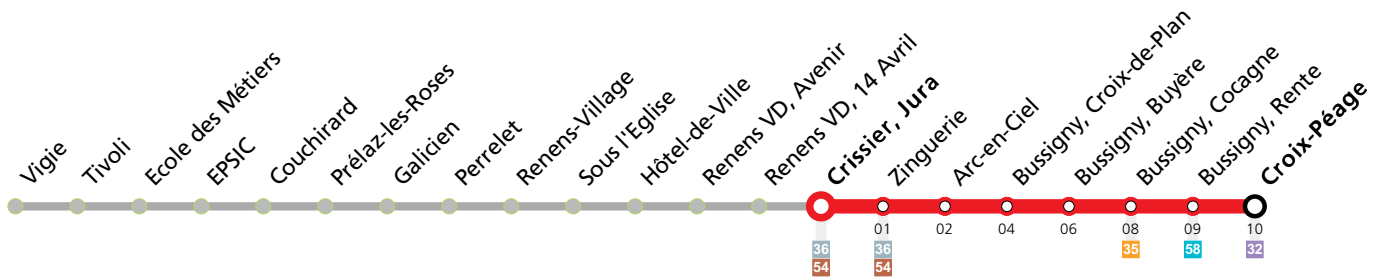 Vigie
Tivoli
Ecole des Métiers
EPSIC
Couchirard
Prélaz-les-Roses
Galicien
Perrelet
Renens-Village
Sous l'Eglise
Hôtel-de-Ville
Renens VD, Avenir
Renens VD, 14 Avril
Crissier, Jura
Zinguerie
Arc-en-Ciel
Bussigny, Croix-de-Plan
Bussigny, Buyère
Bussigny, Cocagne
Bussigny, Rente
Croix-Péage
01 02 04 06 08 09 10
36 36 35 58 32
54 54